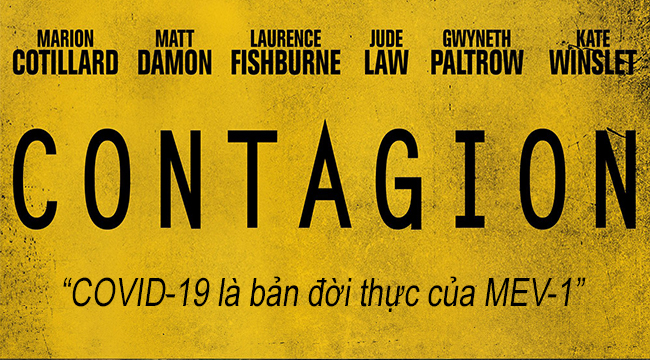 MARION MATT LAURENCE JUDE GWYNETH KATE
COTILLARD DAMON FISHBURNE LAW PALTROW WINSLET
CONTAGION
“COVID-19 là bản đời thực của MEV-1”